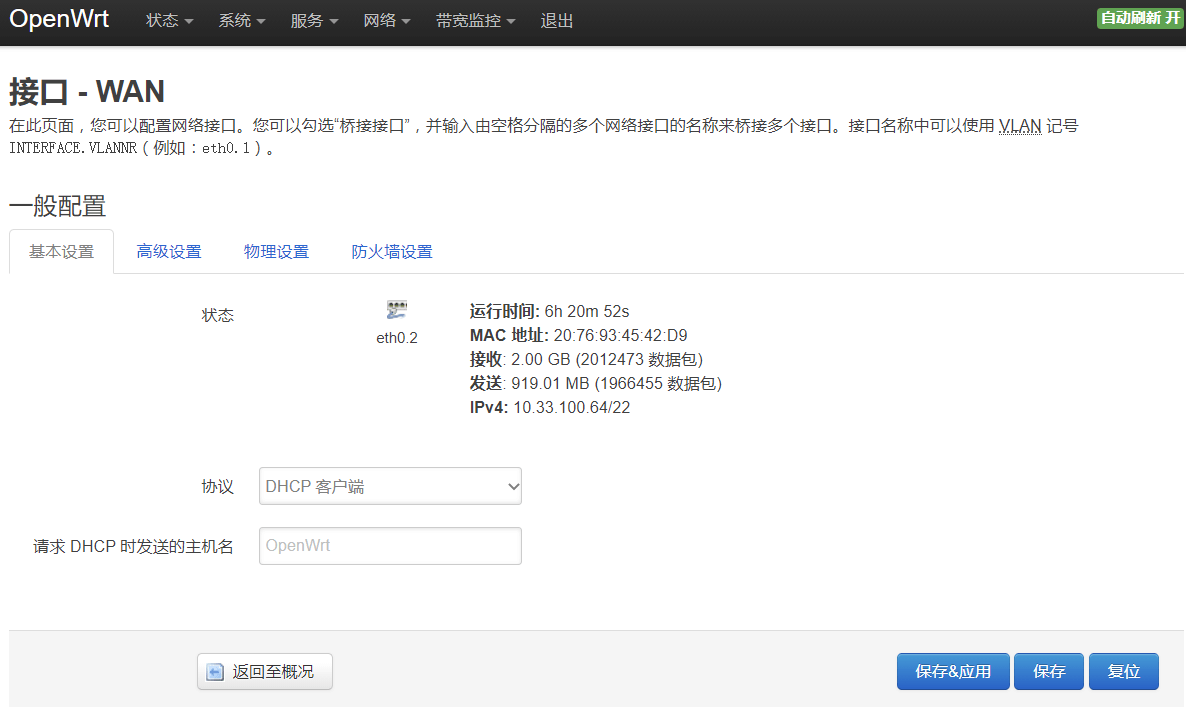 OpenWrt 状态 系统 服务 网络 带宽监控 退出 自动刷新 开
接口 - WAN
在此页面，您可以配置网络接口。您可以勾选“桥接接口”，并输入由空格分隔的多个网络接口的名称来桥接多个接口。接口名称中可以使用 VLAN 记号
INTERFACE.VLANNR（例如：eth0.1）。
一般配置
基本设置 高级设置 物理设置 防火墙设置
状态
eth0.2
运行时间: 6h 20m 52s
MAC 地址: 20:76:93:45:42:D9
接收: 2.00 GB (2012473 数据包)
发送: 919.01 MB (1966455 数据包)
IPv4: 10.33.100.64/22
协议 DHCP 客户端
请求 DHCP 时发送的主机名 OpenWrt
返回至概况 保存&应用 保存 复位